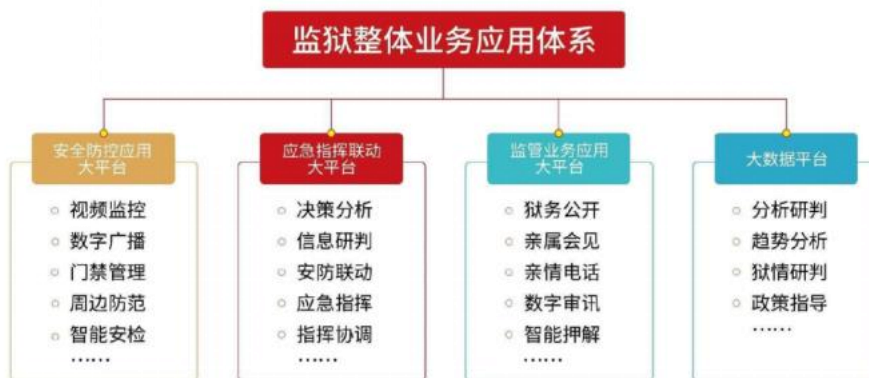 监狱整体业务应用体系
安全防控应用
大平台
视频监控
数字广播
门禁管理
周边防范
智能安检
……
应急指挥联动
大平台
决策分析
信息研判
安防联动
应急指挥
指挥协调
……
监管业务应用
大平台
狱务公开
亲属会见
亲情电话
数字审讯
智能押解
……
大数据平台
分析研判
趋势分析
狱情研判
政策指导
……